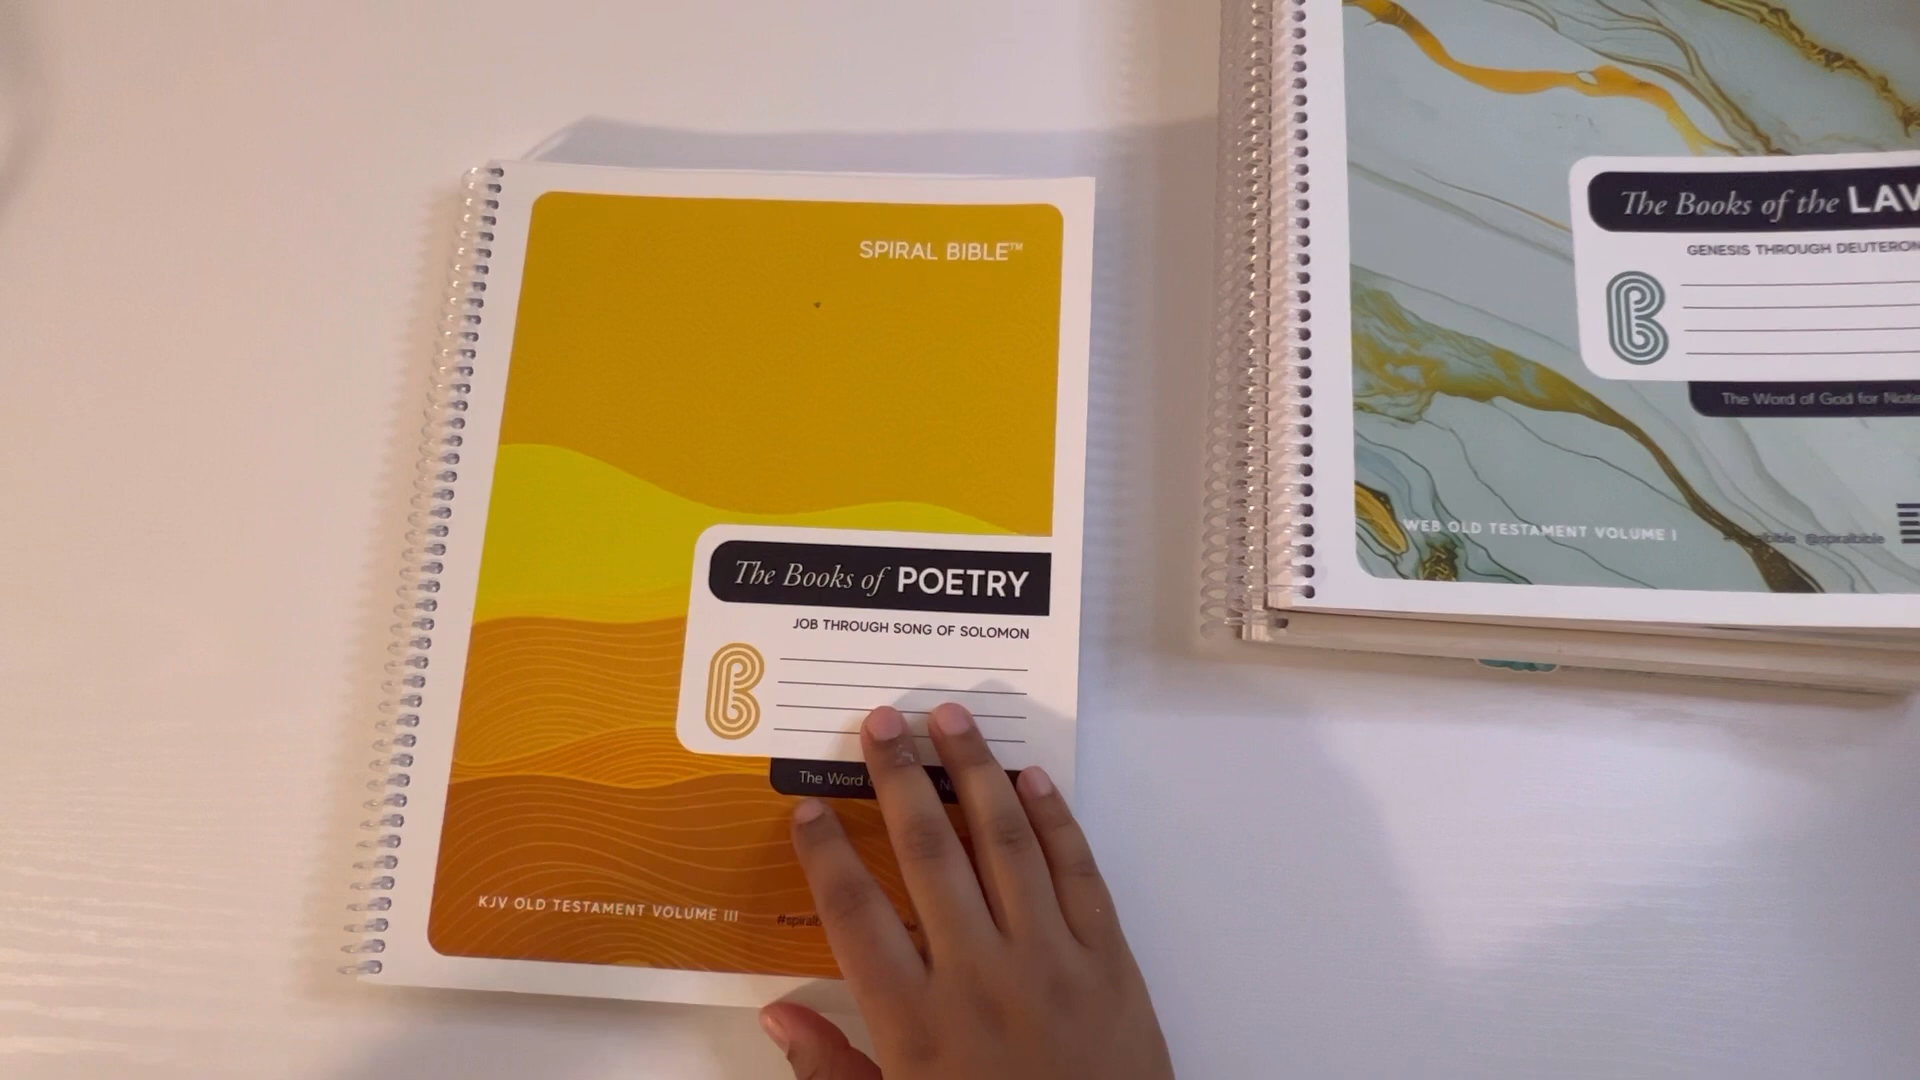 SPIRAL BIBLE™
The Books of POETRY
JOB THROUGH SONG OF SOLOMON
The Word
KJV OLD TESTAMENT VOLUME III
The Books of the
GENESIS THROUGH
The Word of God for
WEB OLD TESTAMENT VOLUME I
@spiralbible